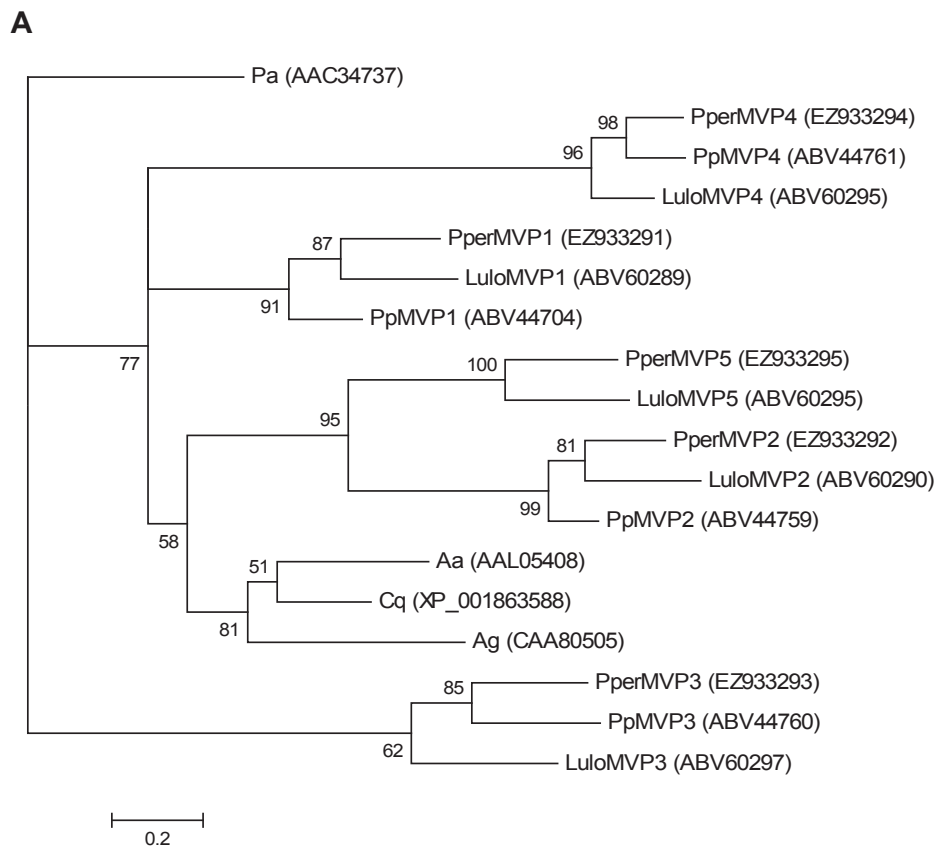 A
Pa (AAC34737)
PperMVP4 (EZ933294)
98
PpMVP4 (ABV44761)
96
LuloMVP4 (ABV60295)
PperMVP1 (EZ933291)
87
LuloMVP1 (ABV60289)
91
PpMVP1 (ABV44704)
77
PperMVP5 (EZ933295)
100
LuloMVP5 (ABV60295)
95
PperMVP2 (EZ933292)
81
LuloMVP2 (ABV60290)
99
PpMVP2 (ABV44759)
58
Aa (AAL05408)
51
Cq (XP_001863588)
81
Ag (CAA80505)
PperMVP3 (EZ933293)
85
PpMVP3 (ABV44760)
62
LuloMVP3 (ABV60297)
0.2